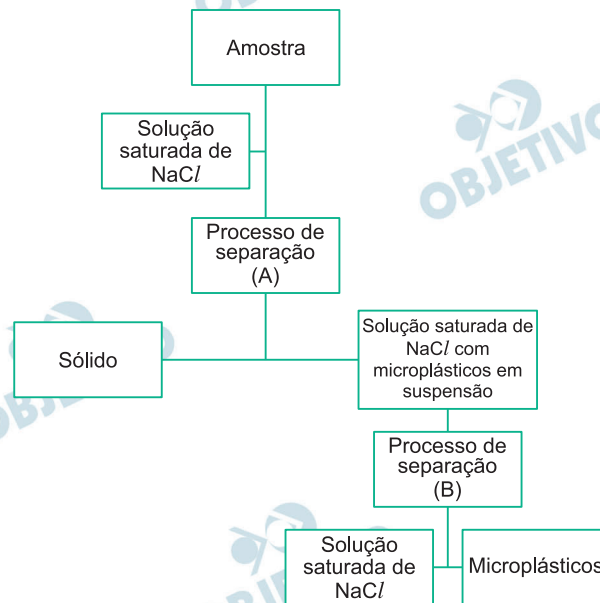 Amostra
Solução
saturada de
NaCl
Processo de
separação
(A)
Sólido
Solução saturada de
NaCl com
microplásticos em
suspensão
Processo de
separação
(B)
Solução
saturada de
NaCl
Microplásticos
OBJETIVO